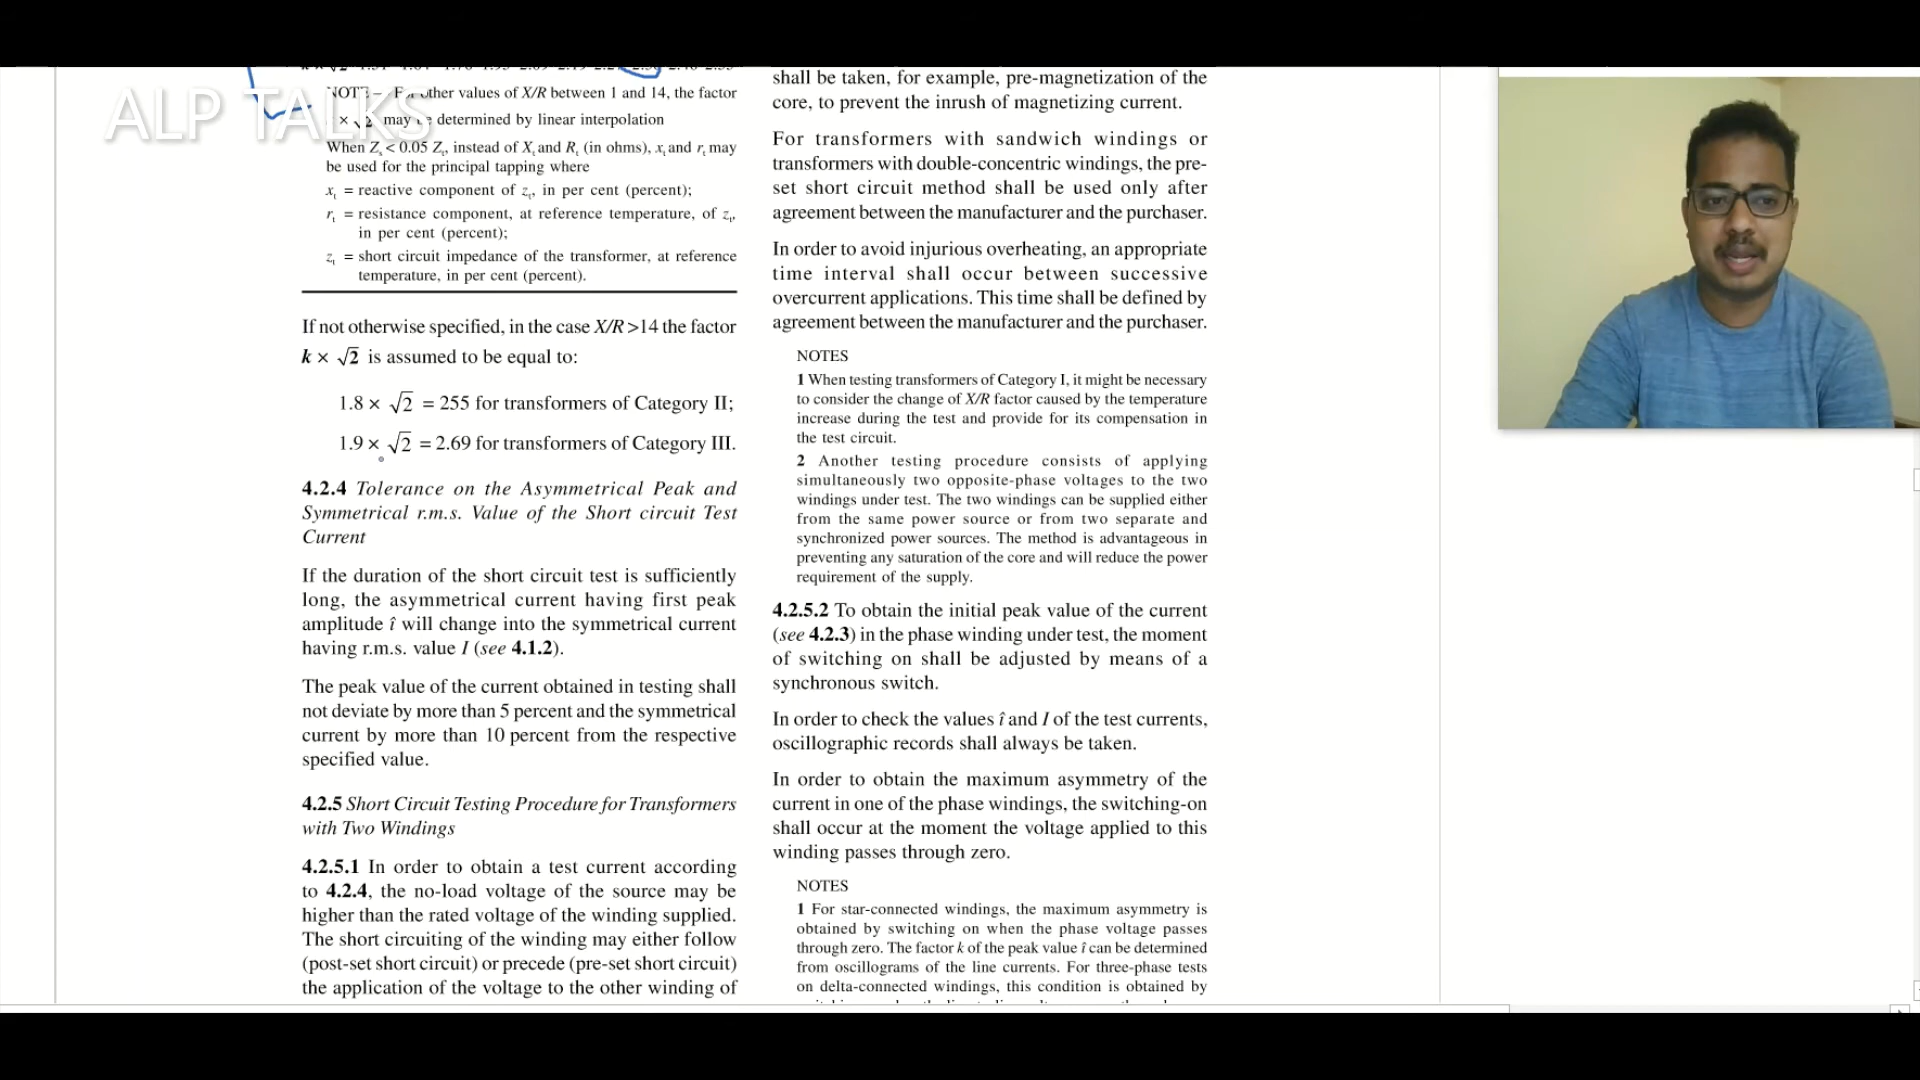 ALP TALKS
NOTE – For other values of X/R between 1 and 14, the factor
× √2 may be determined by linear interpolation
When Zs < 0.05 Zt, instead of Xt and Rt (in ohms), xt and rt may
be used for the principal tapping where
xt = reactive component of zt, in per cent (percent);
rt = resistance component, at reference temperature, of zt,
in per cent (percent);
zt = short circuit impedance of the transformer, at reference
temperature, in per cent (percent).
If not otherwise specified, in the case X/R >14 the factor
k × √2 is assumed to be equal to:
1.8 × √2 = 255 for transformers of Category II;
1.9 × √2 = 2.69 for transformers of Category III.
4.2.4 Tolerance on the Asymmetrical Peak and
Symmetrical r.m.s. Value of the Short circuit Test
Current
If the duration of the short circuit test is sufficiently
long, the asymmetrical current having first peak
amplitude î will change into the symmetrical current
having r.m.s. value I (see 4.1.2).
The peak value of the current obtained in testing shall
not deviate by more than 5 percent and the symmetrical
current by more than 10 percent from the respective
specified value.
4.2.5 Short Circuit Testing Procedure for Transformers
with Two Windings
4.2.5.1 In order to obtain a test current according
to 4.2.4, the no-load voltage of the source may be
higher than the rated voltage of the winding supplied.
The short circuiting of the winding may either follow
(post-set short circuit) or precede (pre-set short circuit)
the application of the voltage to the other winding of
shall be taken, for example, pre-magnetization of the
core, to prevent the inrush of magnetizing current.
For transformers with sandwich windings or
transformers with double-concentric windings, the pre-
set short circuit method shall be used only after
agreement between the manufacturer and the purchaser.
In order to avoid injurious overheating, an appropriate
time interval shall occur between successive
overcurrent applications. This time shall be defined by
agreement between the manufacturer and the purchaser.
NOTES
1 When testing transformers of Category I, it might be necessary
to consider the change of X/R factor caused by the temperature
increase during the test and provide for its compensation in
the test circuit.
2 Another testing procedure consists of applying
simultaneously two opposite-phase voltages to the two
windings under test. The two windings can be supplied either
from the same power source or from two separate and
synchronized power sources. The method is advantageous in
preventing any saturation of the core and will reduce the power
requirement of the supply.
4.2.5.2 To obtain the initial peak value of the current
(see 4.2.3) in the phase winding under test, the moment
of switching on shall be adjusted by means of a
synchronous switch.
In order to check the values î and I of the test currents,
oscillographic records shall always be taken.
In order to obtain the maximum asymmetry of the
current in one of the phase windings, the switching-on
shall occur at the moment the voltage applied to this
winding passes through zero.
NOTES
1 For star-connected windings, the maximum asymmetry is
obtained by switching on when the phase voltage passes
through zero. The factor k of the peak value î can be determined
from oscillograms of the line currents. For three-phase tests
on delta-connected windings, this condition is obtained by